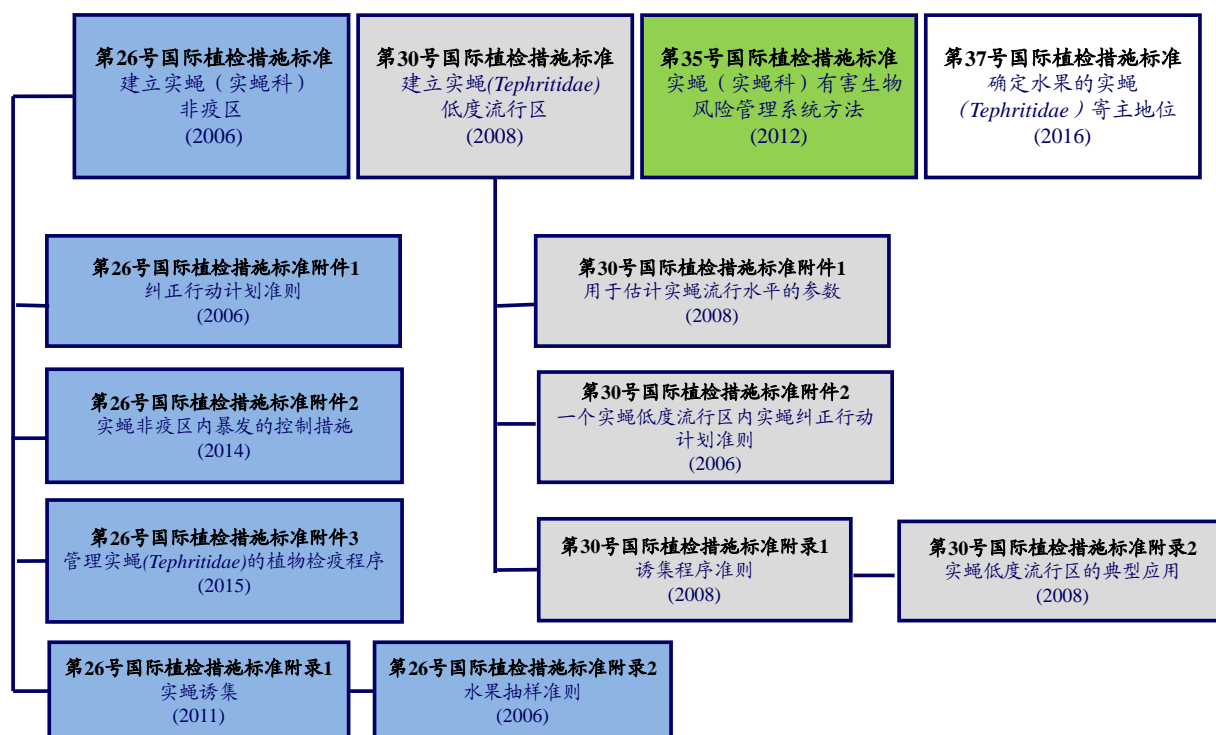 第26号国际植检措施标准
建立实蝇（实蝇科）
非疫区
(2006)
第30号国际植检措施标准
建立实蝇(Tephritidae)
低度流行区
(2008)
第35号国际植检措施标准
实蝇（实蝇科）有害生物
风险管理系统方法
(2012)
第37号国际植检措施标准
确定水果的实蝇
(Tephritidae）寄主地位
(2016)
第26号国际植检措施标准附件1
纠正行动计划准则
(2006)
第30号国际植检措施标准附件1
用于估计实蝇流行水平的参数
(2008)
第26号国际植检措施标准附件2
实蝇非疫区内暴发的控制措施
(2014)
第30号国际植检措施标准附件2
一个实蝇低度流行区内实蝇纠正行动
计划准则
(2006)
第26号国际植检措施标准附件3
管理实蝇(Tephritidae)的植物检疫程序
(2015)
第30号国际植检措施标准附录1
诱集程序准则
(2008)
第30号国际植检措施标准附录2
实蝇低度流行区的典型应用
(2008)
第26号国际植检措施标准附录1
实蝇诱集
(2011)
第26号国际植检措施标准附录2
水果抽样准则
(2006)